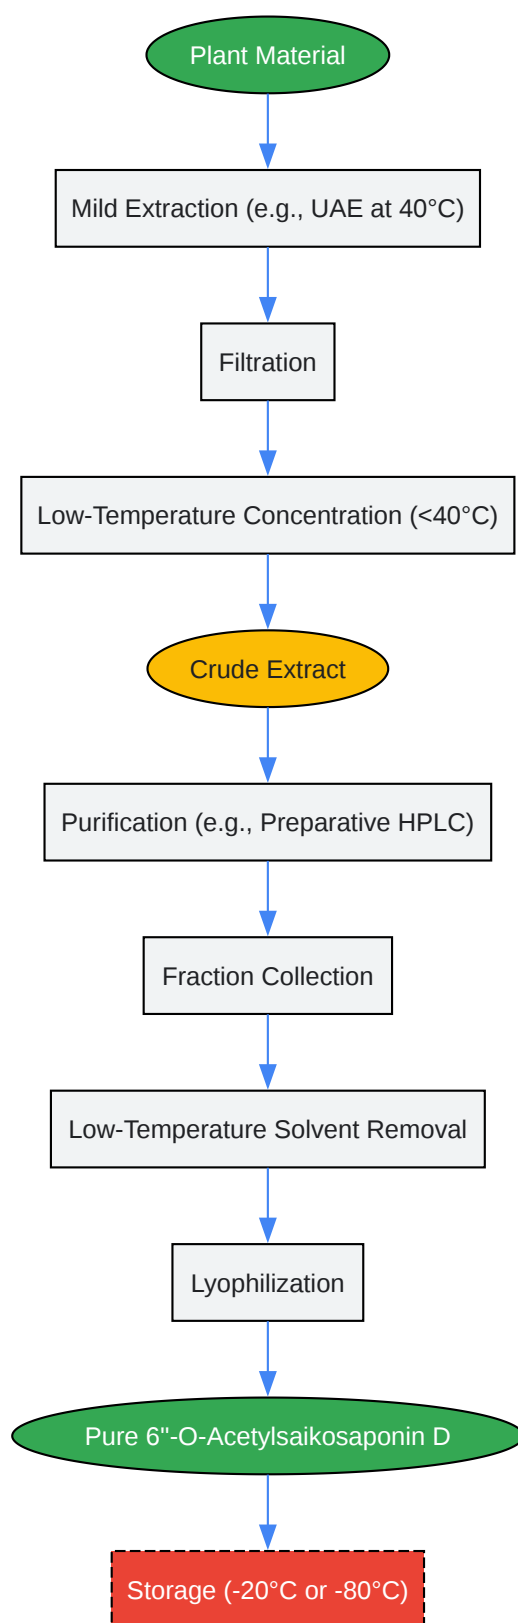 Plant Material
Mild Extraction (e.g., UAE at 40°C)
Filtration
Low-Temperature Concentration (<40°C)
Crude Extract
Purification (e.g., Preparative HPLC)
Fraction Collection
Low-Temperature Solvent Removal
Lyophilization
Pure 6"-O-Acetylsaikosaponin D
Storage (-20°C or -80°C)